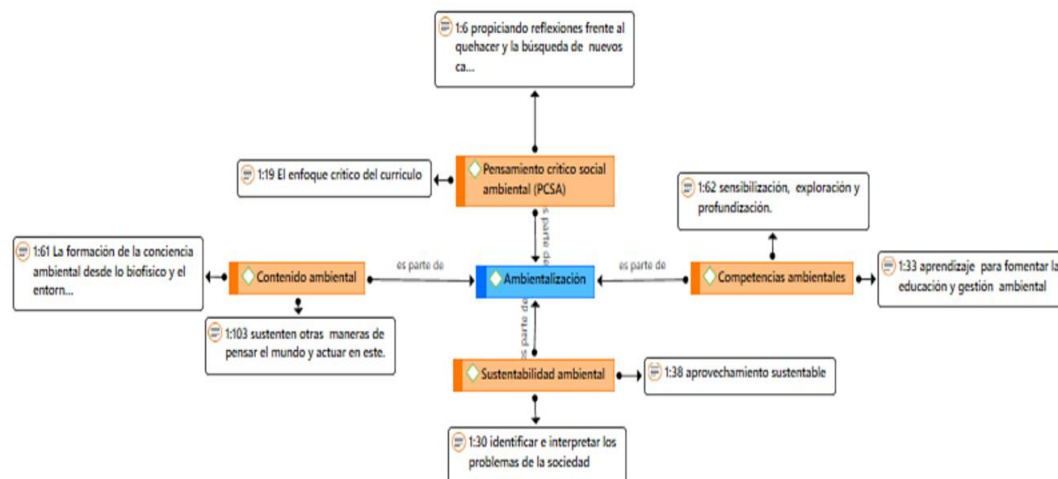 1:6 propiciando reflexiones frente al
quehacer y la búsqueda de nuevos
ca...
1:19 El enfoque critico del curriculo
Pensamiento critico social
ambiental (PCSA)
es parte de
1:62 sensibilización, exploración y
profundización.
1:61 La formación de la conciencia
ambiental desde lo biofisico y el
entorn...
Contenido ambiental
es parte de
Ambientalización
es parte de
Competencias ambientales
1:33 aprendizaje para fomentar la
educación y gestión ambiental
1:103 sustenten otras maneras de
pensar el mundo y actuar en este.
es parte de
Sustentabilidad ambiental
1:38 aprovechamiento sustentable
1:30 identificar e interpretar los
problemas de la sociedad